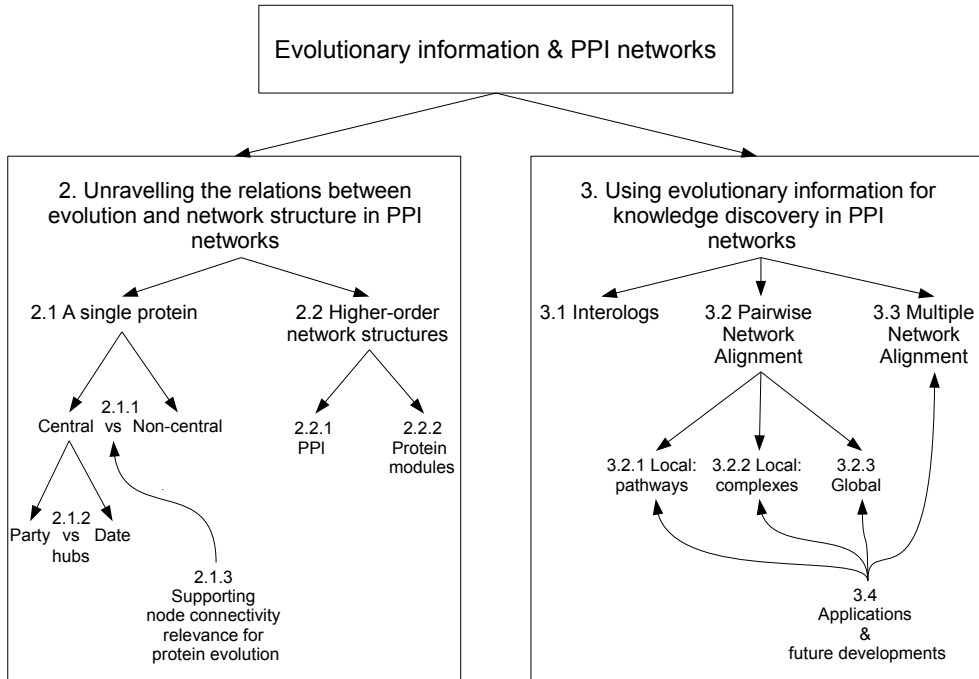 Evolutionary information & PPI networks
2. Unravelling the relations between
evolution and network structure in PPI
networks
2.1 A single protein
2.2 Higher-order
network structures
2.1.1
Central vs Non-central
2.1.2
Party vs Date
hubs
2.1.3
Supporting
node connectivity
relevance for
protein evolution
2.2.1
PPI
2.2.2
Protein
modules
3. Using evolutionary information for
knowledge discovery in PPI
networks
3.1 Interologs
3.2 Pairwise
Network
Alignment
3.3 Multiple
Network
Alignment
3.2.1 Local:
pathways
3.2.2 Local:
complexes
3.2.3
Global
3.4
Applications
&
future developments